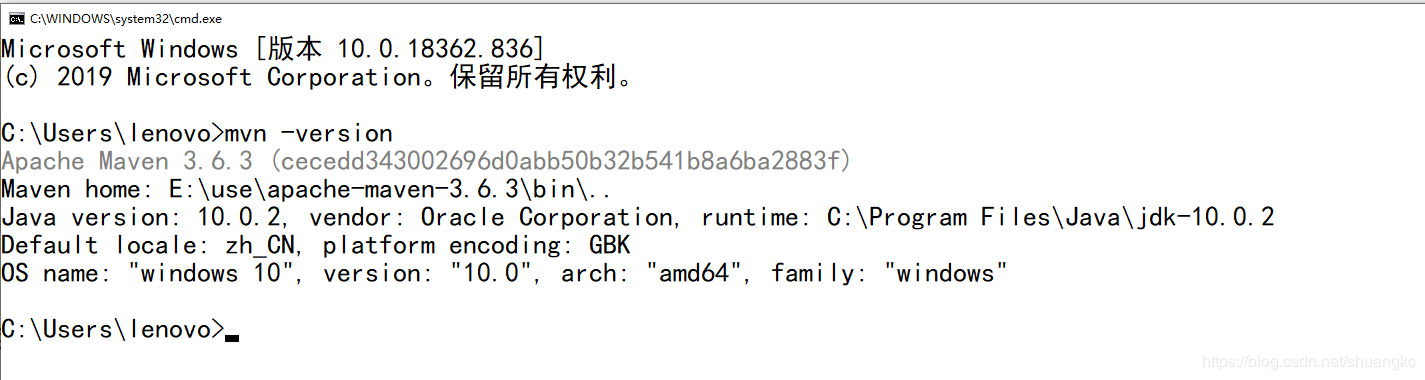 C:\WINDOWS\system32\cmd.exe
Microsoft Windows [版本 10.0.18362.836]
(c) 2019 Microsoft Corporation。保留所有权利。
C:\Users\lenovo>mvn -version
Apache Maven 3.6.3 (cecedd343002696d0abb50b32b541b8a6ba2883f)
Maven home: E:\use\apache-maven-3.6.3\bin\..
Java version: 10.0.2, vendor: Oracle Corporation, runtime: C:\Program Files\Java\jdk-10.0.2
Default locale: zh_CN, platform encoding: GBK
OS name: "windows 10", version: "10.0", arch: "amd64", family: "windows"
C:\Users\lenovo>
https://blog.csdn.net/shuangkc